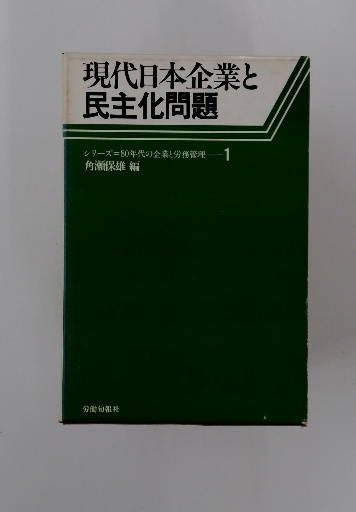 現代日本企業と
民主化問題
シリーズ=80年代の企業と労務管理——1
角瀬保雄 編
労働旬報社